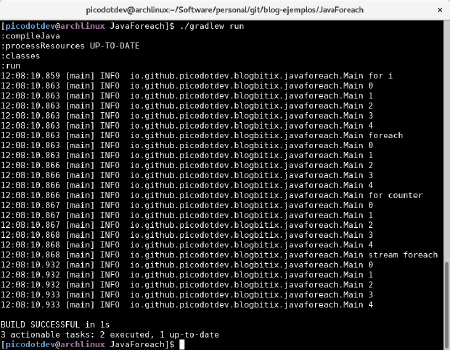 picodotdev@archlinux:~/Software/personal/git/blog-ejemplos/JavaForeach
[picodotdev@archlinux JavaForeach]$ ./gradlew run
:compileJava
:processResources UP-TO-DATE
:classes
:run
12:08:10.859 [main] INFO  io.github.picodotdev.blogbitix.javaforeach.Main for i
12:08:10.863 [main] INFO  io.github.picodotdev.blogbitix.javaforeach.Main 0
12:08:10.863 [main] INFO  io.github.picodotdev.blogbitix.javaforeach.Main 1
12:08:10.863 [main] INFO  io.github.picodotdev.blogbitix.javaforeach.Main 2
12:08:10.863 [main] INFO  io.github.picodotdev.blogbitix.javaforeach.Main 3
12:08:10.863 [main] INFO  io.github.picodotdev.blogbitix.javaforeach.Main 4
12:08:10.863 [main] INFO  io.github.picodotdev.blogbitix.javaforeach.Main foreach
12:08:10.863 [main] INFO  io.github.picodotdev.blogbitix.javaforeach.Main 0
12:08:10.863 [main] INFO  io.github.picodotdev.blogbitix.javaforeach.Main 1
12:08:10.866 [main] INFO  io.github.picodotdev.blogbitix.javaforeach.Main 2
12:08:10.866 [main] INFO  io.github.picodotdev.blogbitix.javaforeach.Main 3
12:08:10.866 [main] INFO  io.github.picodotdev.blogbitix.javaforeach.Main 4
12:08:10.866 [main] INFO  io.github.picodotdev.blogbitix.javaforeach.Main for counter
12:08:10.867 [main] INFO  io.github.picodotdev.blogbitix.javaforeach.Main 0
12:08:10.867 [main] INFO  io.github.picodotdev.blogbitix.javaforeach.Main 1
12:08:10.867 [main] INFO  io.github.picodotdev.blogbitix.javaforeach.Main 2
12:08:10.868 [main] INFO  io.github.picodotdev.blogbitix.javaforeach.Main 3
12:08:10.868 [main] INFO  io.github.picodotdev.blogbitix.javaforeach.Main 4
12:08:10.868 [main] INFO  io.github.picodotdev.blogbitix.javaforeach.Main stream foreach
12:08:10.932 [main] INFO  io.github.picodotdev.blogbitix.javaforeach.Main 0
12:08:10.932 [main] INFO  io.github.picodotdev.blogbitix.javaforeach.Main 1
12:08:10.932 [main] INFO  io.github.picodotdev.blogbitix.javaforeach.Main 2
12:08:10.933 [main] INFO  io.github.picodotdev.blogbitix.javaforeach.Main 3
12:08:10.933 [main] INFO  io.github.picodotdev.blogbitix.javaforeach.Main 4
BUILD SUCCESSFUL in 1s
3 actionable tasks: 2 executed, 1 up-to-date
[picodotdev@archlinux JavaForeach]$